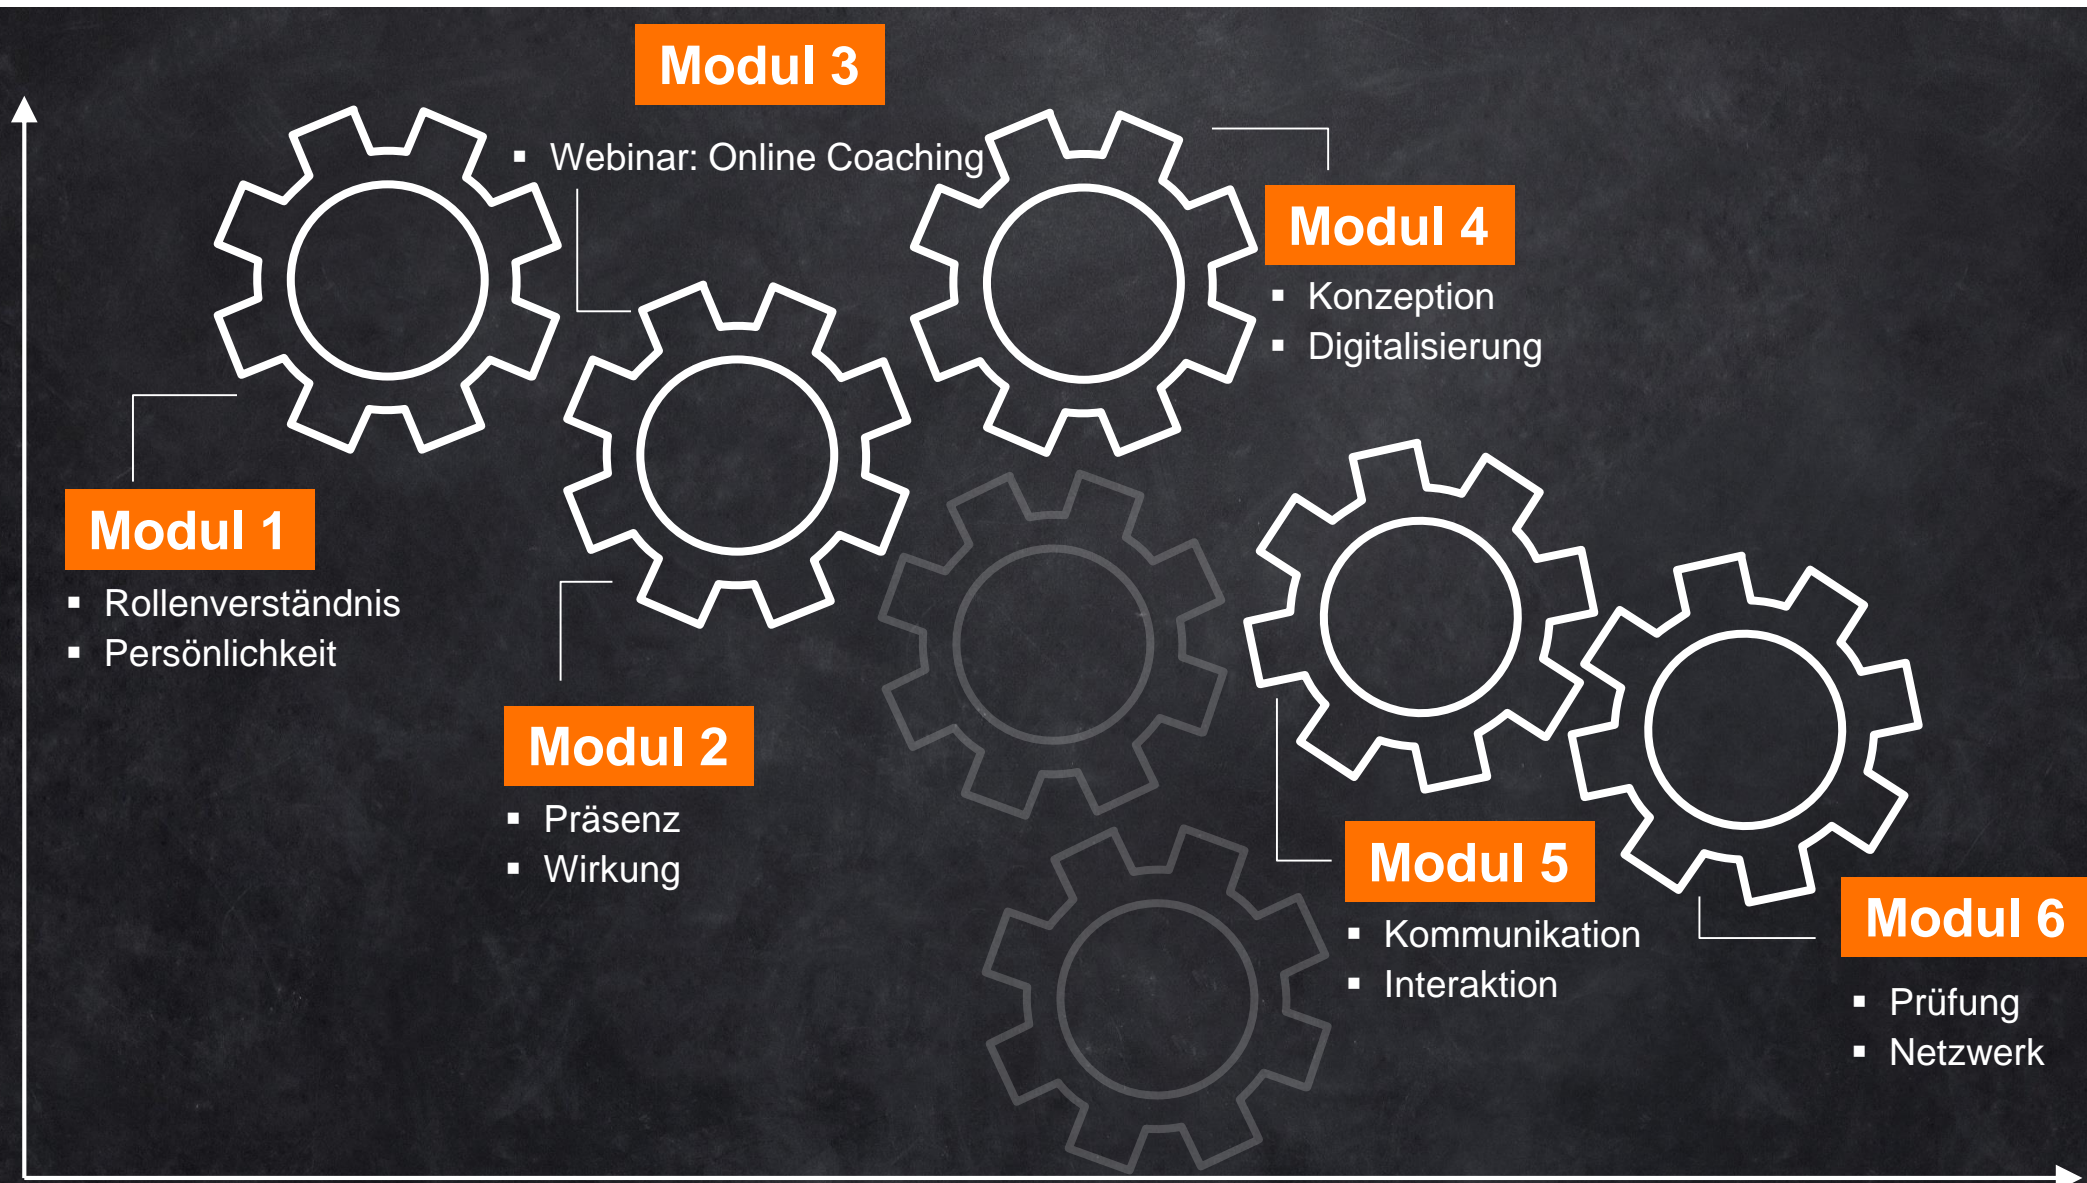 Modul 3
▪ Webinar: Online Coaching
Modul 4
▪ Konzeption
▪ Digitalisierung
Modul 1
▪ Rollenverständnis
▪ Persönlichkeit
Modul 2
▪ Präsenz
▪ Wirkung
Modul 5
▪ Kommunikation
▪ Interaktion
Modul 6
▪ Prüfung
▪ Netzwerk